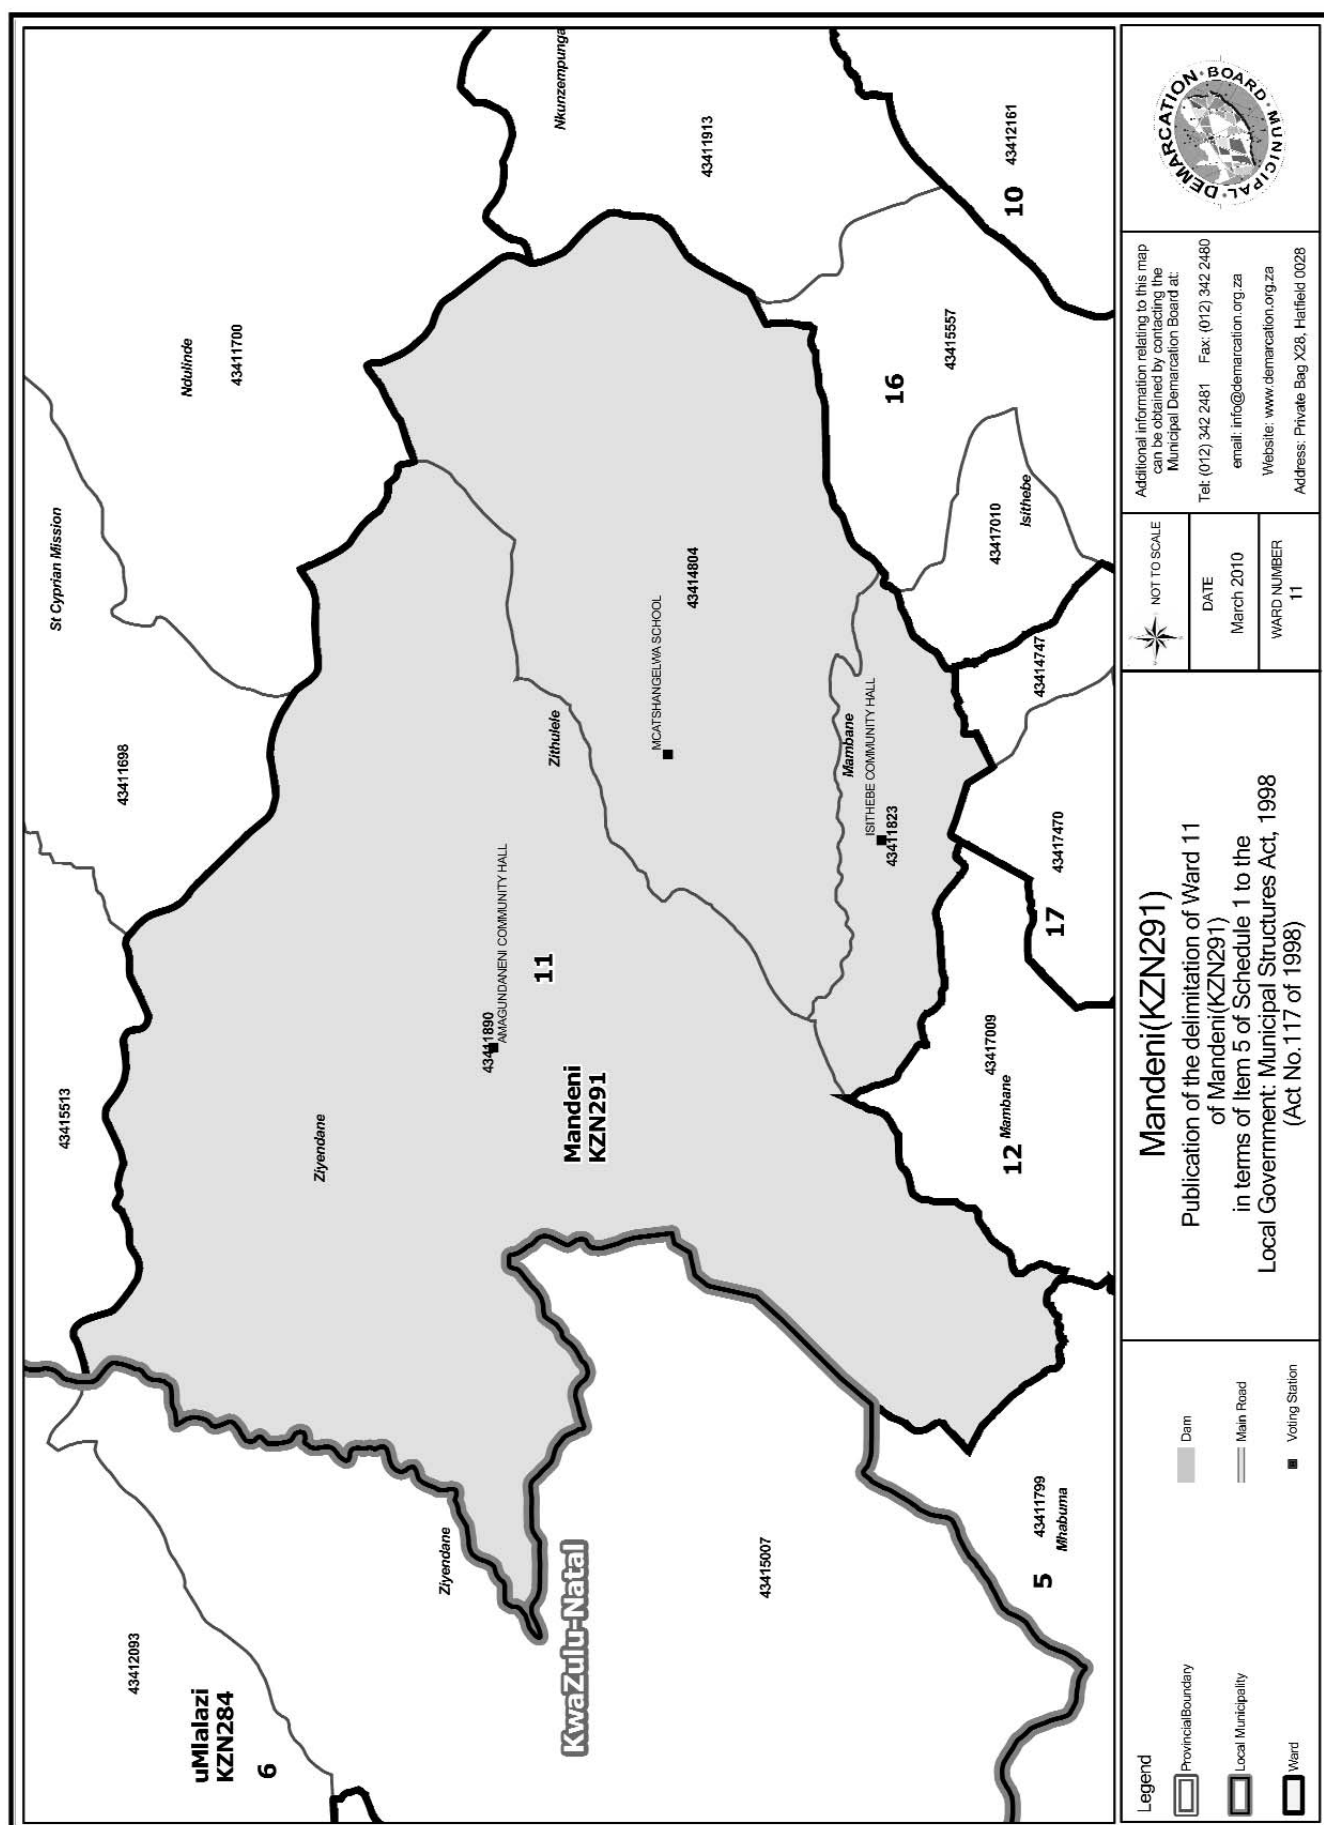 St Cyprian Mission
Nkunzempunga
Ndulinde
43411700
43411698
43415513
43411913
43412161
10
43415557
16
43417010
Isithebe
43414747
43414804
MCATSHANGELWA SCHOOL
Zithulele
Mambane
ISITHEBE COMMUNITY HALL
43411823
43417470
17
43411890
AMAGUNDANENI COMMUNITY HALL
11
Mandeni
KZN291
Ziyendane
43417009
Mambane
12
43412093
uMlalazi
KZN284
6
Ziyendane
KwaZulu-Natal
43415007
43411799
Mhabuma
5
Legend
ProvincialBoundary
Local Municipality
Ward
Dam
Main Road
Voting Station
Mandeni(KZN291)
Publication of the delimitation of Ward 11
of Mandeni(KZN291)
in terms of Item 5 of Schedule 1 to the
Local Government: Municipal Structures Act, 1998
(Act No.117 of 1998)
NOT TO SCALE
DATE
March 2010
WARD NUMBER
11
Additional information relating to this map
can be obtained by contacting the
Municipal Demarcation Board at:
Tel: (012) 342 2481 Fax: (012) 342 2480
email: info@demarcation.org.za
Website: www.demarcation.org.za
Address: Private Bag X28, Hatfield 0028
MUNICIPAL DEMARCATION BOARD